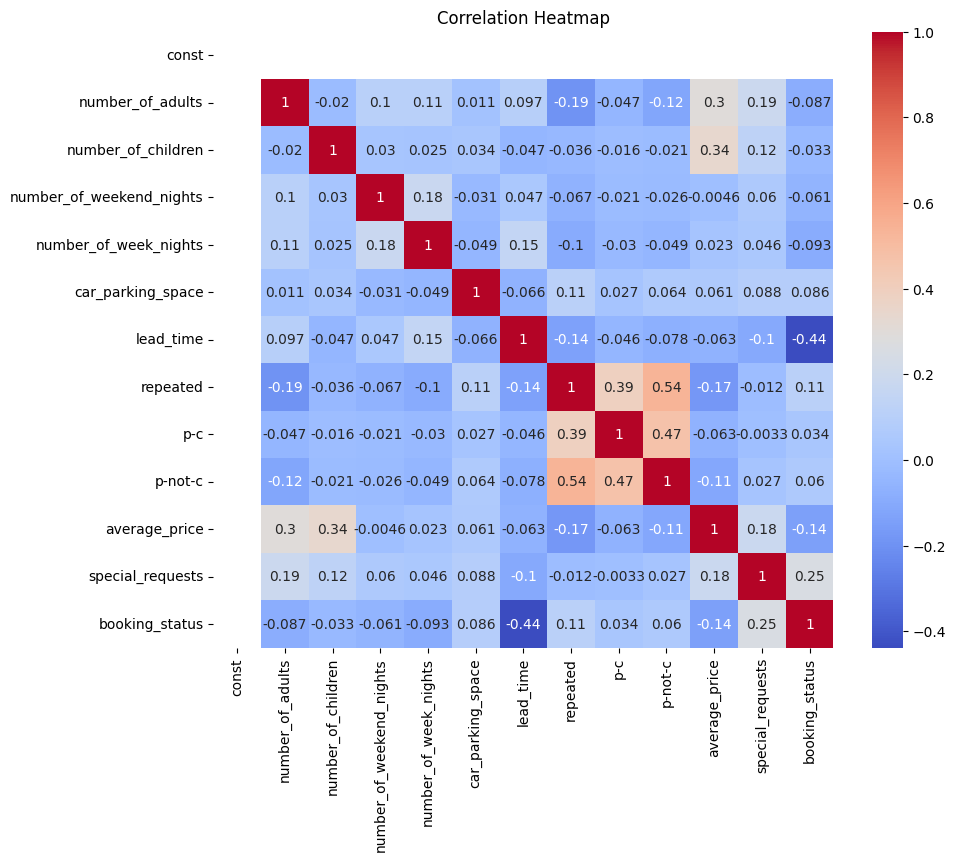 Correlation Heatmap
const
number_of_adults 1 -0.02 0.1 0.11 0.011 0.097 -0.19 -0.047 -0.12 0.3 0.19 -0.087
number_of_children -0.02 1 0.03 0.025 0.034 -0.047 -0.036 -0.016 -0.021 0.34 0.12 -0.033
number_of_weekend_nights 0.1 0.03 1 0.18 -0.031 0.047 -0.067 -0.021 -0.026 -0.0046 0.06 -0.061
number_of_week_nights 0.11 0.025 0.18 1 -0.049 0.15 -0.1 -0.03 -0.049 0.023 0.046 -0.093
car_parking_space 0.011 0.034 -0.031 -0.049 1 -0.066 0.11 0.027 0.064 0.061 0.088 0.086
lead_time 0.097 -0.047 0.047 0.15 -0.066 1 -0.14 -0.046 -0.078 -0.063 -0.1 -0.44
repeated -0.19 -0.036 -0.067 -0.1 0.11 -0.14 1 0.39 0.54 -0.17 -0.012 0.11
p-c -0.047 -0.016 -0.021 -0.03 0.027 -0.046 0.39 1 0.47 -0.063 -0.0033 0.034
p-not-c -0.12 -0.021 -0.026 -0.049 0.064 -0.078 0.54 0.47 1 -0.11 0.027 0.06
average_price 0.3 0.34 -0.0046 0.023 0.061 -0.063 -0.17 -0.063 -0.11 1 0.18 -0.14
special_requests 0.19 0.12 0.06 0.046 0.088 -0.1 -0.012 -0.0033 0.027 0.18 1 0.25
booking_status -0.087 -0.033 -0.061 -0.093 0.086 -0.44 0.11 0.034 0.06 -0.14 0.25 1
const
number_of_adults
number_of_children
number_of_weekend_nights
number_of_week_nights
car_parking_space
lead_time
repeated
p-c
p-not-c
average_price
special_requests
booking_status
1.0
0.8
0.6
0.4
0.2
0.0
−0.2
−0.4